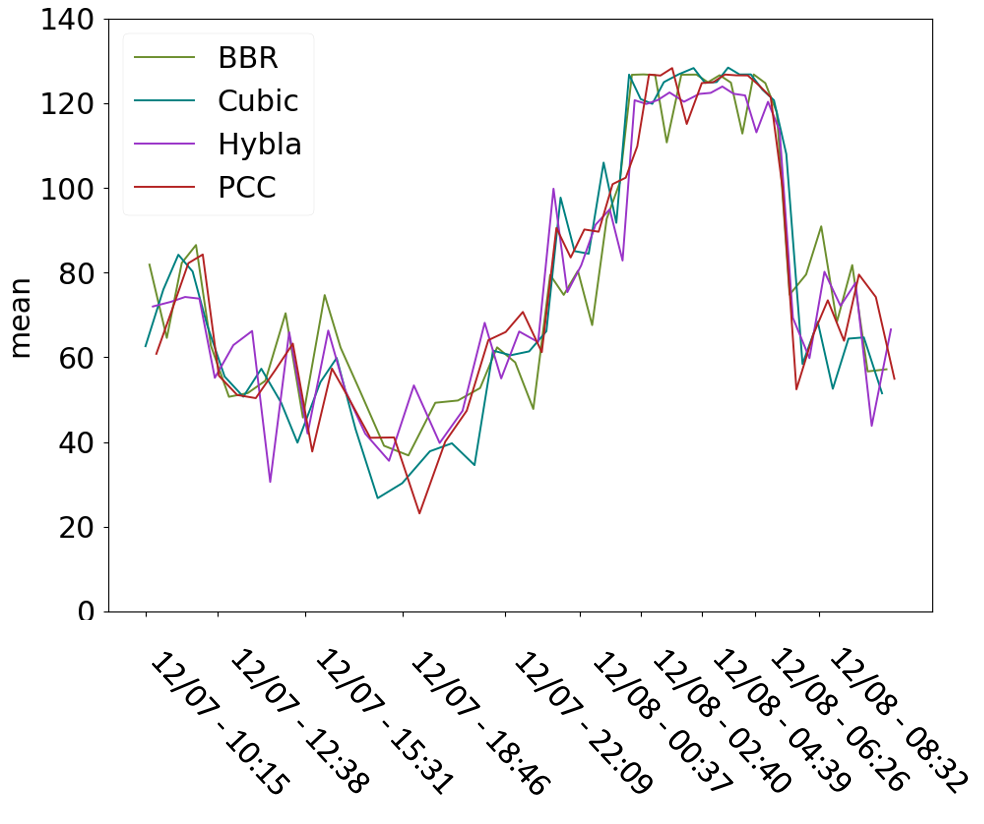 140
120
100
80
60
40
20
0
mean
BBR
Cubic
Hybla
PCC
12/07 - 10:15
12/07 - 12:38
12/07 - 15:31
12/07 - 18:46
12/07 - 22:09
12/08 - 00:37
12/08 - 02:40
12/08 - 04:39
12/08 - 06:26
12/08 - 08:32